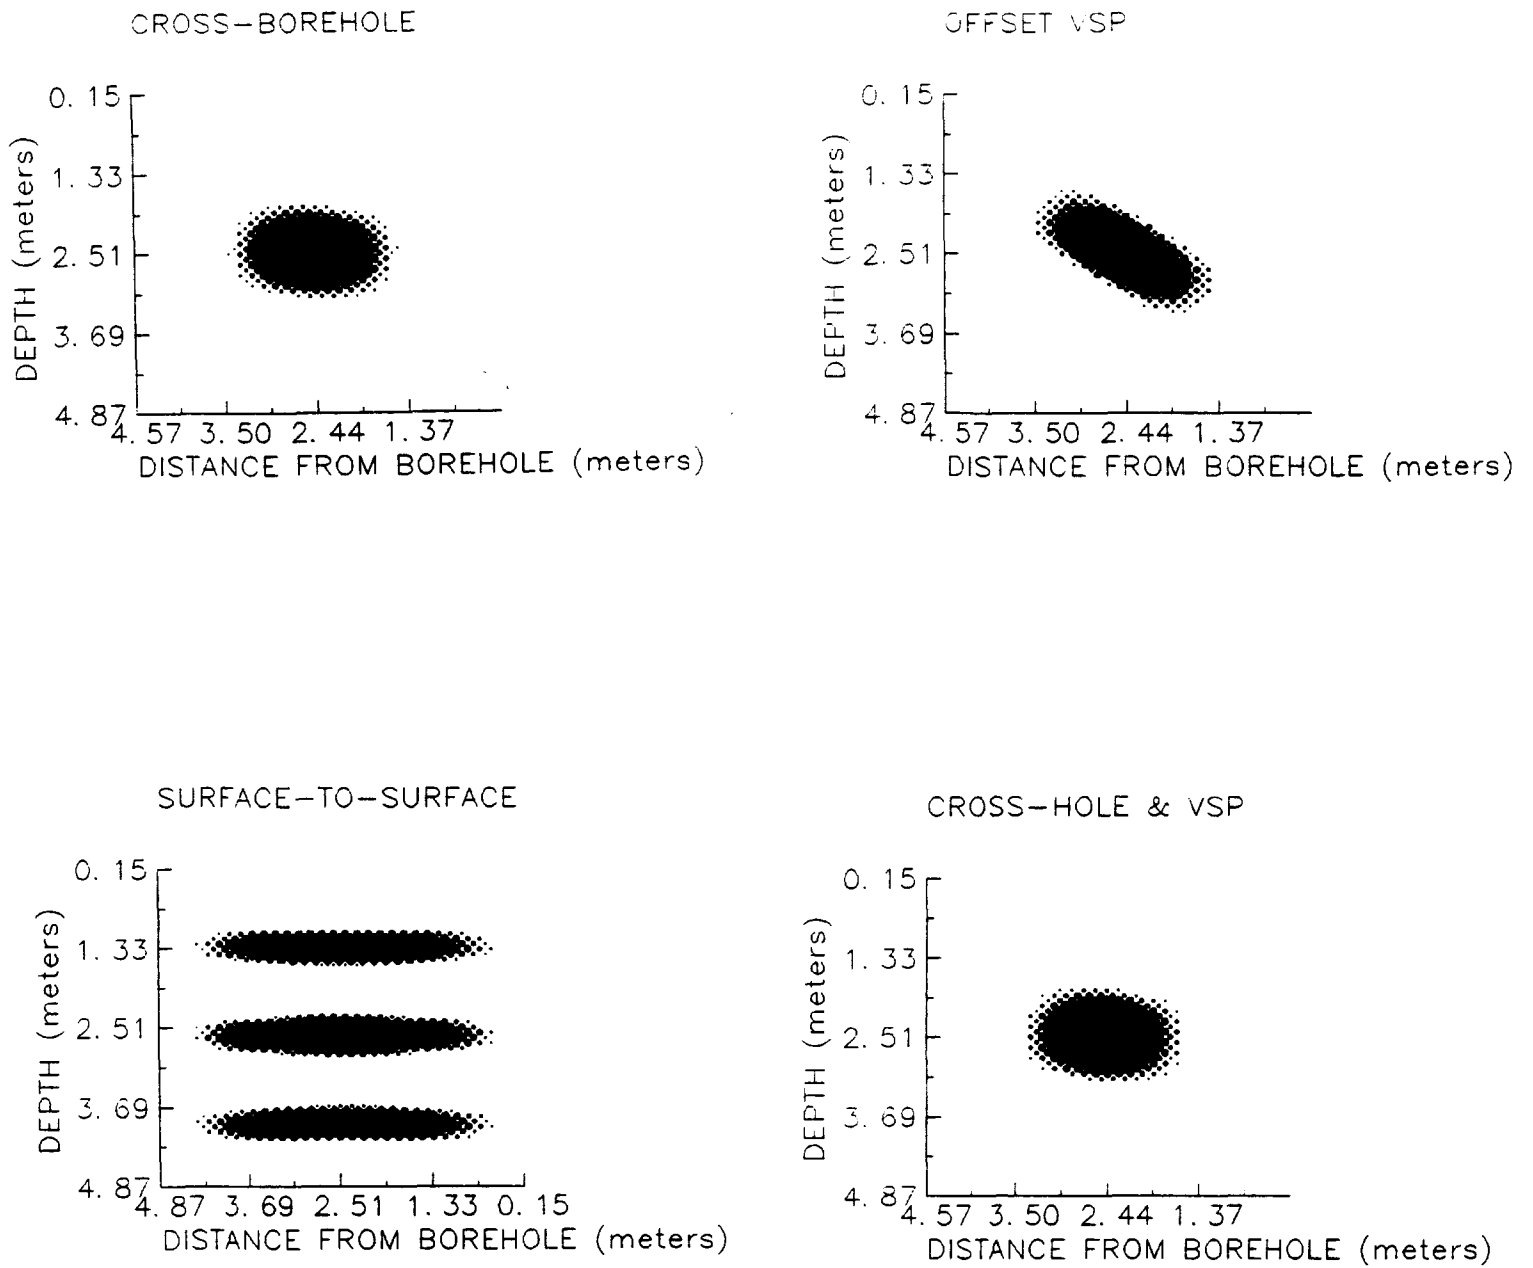 CROSS-BOREHOLE
0.15
1.33
2.51
3.69
4.87
DEPTH (meters)
4.57 3.50 2.44 1.37
DISTANCE FROM BOREHOLE (meters)
OFFSET VSP
0.15
1.33
2.51
3.69
4.87
DEPTH (meters)
4.57 3.50 2.44 1.37
DISTANCE FROM BOREHOLE (meters)
SURFACE-TO-SURFACE
0.15
1.33
2.51
3.69
4.87
DEPTH (meters)
4.87 3.69 2.51 1.33 0.15
DISTANCE FROM BOREHOLE (meters)
CROSS-HOLE & VSP
0.15
1.33
2.51
3.69
4.87
DEPTH (meters)
4.57 3.50 2.44 1.37
DISTANCE FROM BOREHOLE (meters)